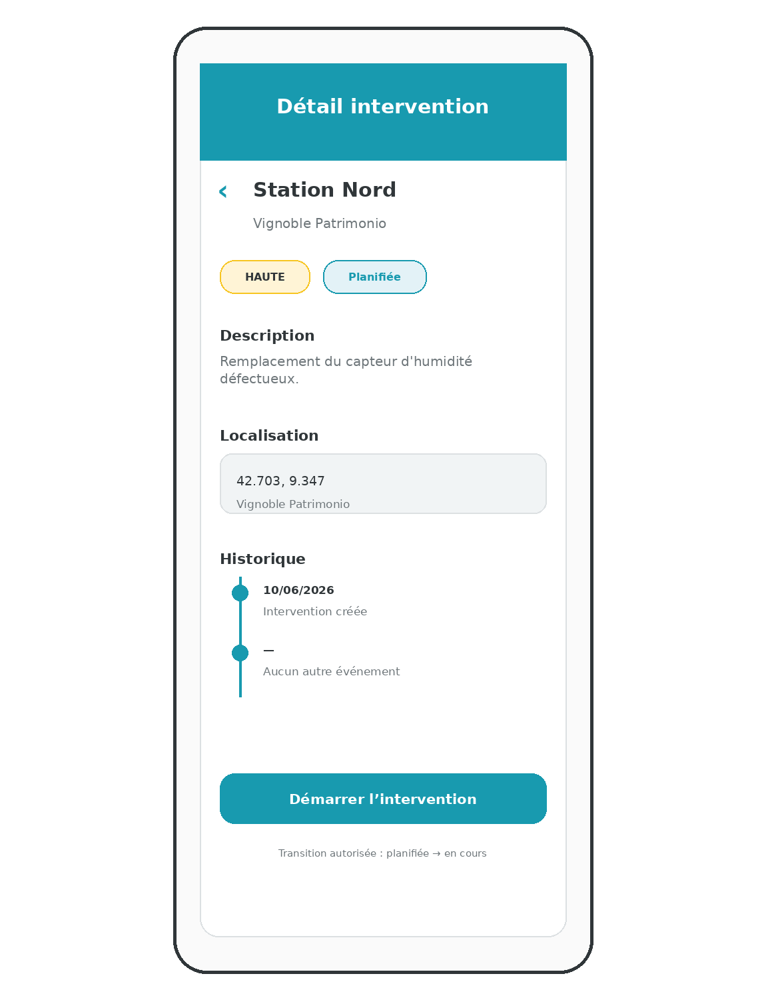 Détail intervention
‹ Station Nord
Vignoble Patrimonio
HAUTE
Planifiée
Description
Remplacement du capteur d'humidité
défectueux.
Localisation
42.703, 9.347
Vignoble Patrimonio
Historique
10/06/2026
Intervention créée
—
Aucun autre événement
Démarrer l’intervention
Transition autorisée : planifiée → en cours